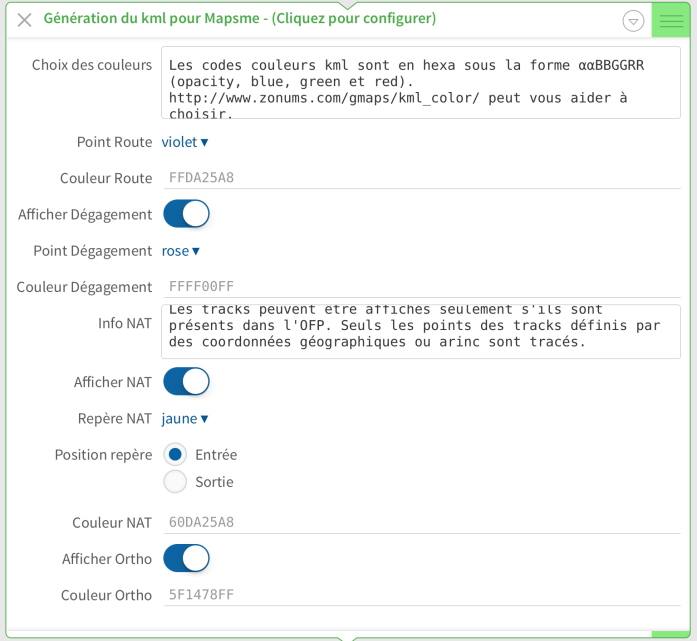 Génération du kml pour Mapsme - (Cliquez pour configurer)
Choix des couleurs
Les codes couleurs kml sont en hexa sous la forme ααBBGGRR
(opacity, blue, green et red).
http://www.zonums.com/gmaps/kml_color/ peut vous aider à
choisir.
Point Route violet ▾
Couleur Route FFDA25A8
Afficher Dégagement
Point Dégagement rose ▾
Couleur Dégagement FFFF00FF
Info NAT
Les tracks peuvent etre affichés seulement s'ils sont
présents dans l'OFP. Seuls les points des tracks définis par
des coordonnées géographiques ou arinc sont tracés.
Afficher NAT
Repère NAT jaune ▾
Position repère Entrée
Sortie
Couleur NAT 60DA25A8
Afficher Ortho
Couleur Ortho 5F1478FF